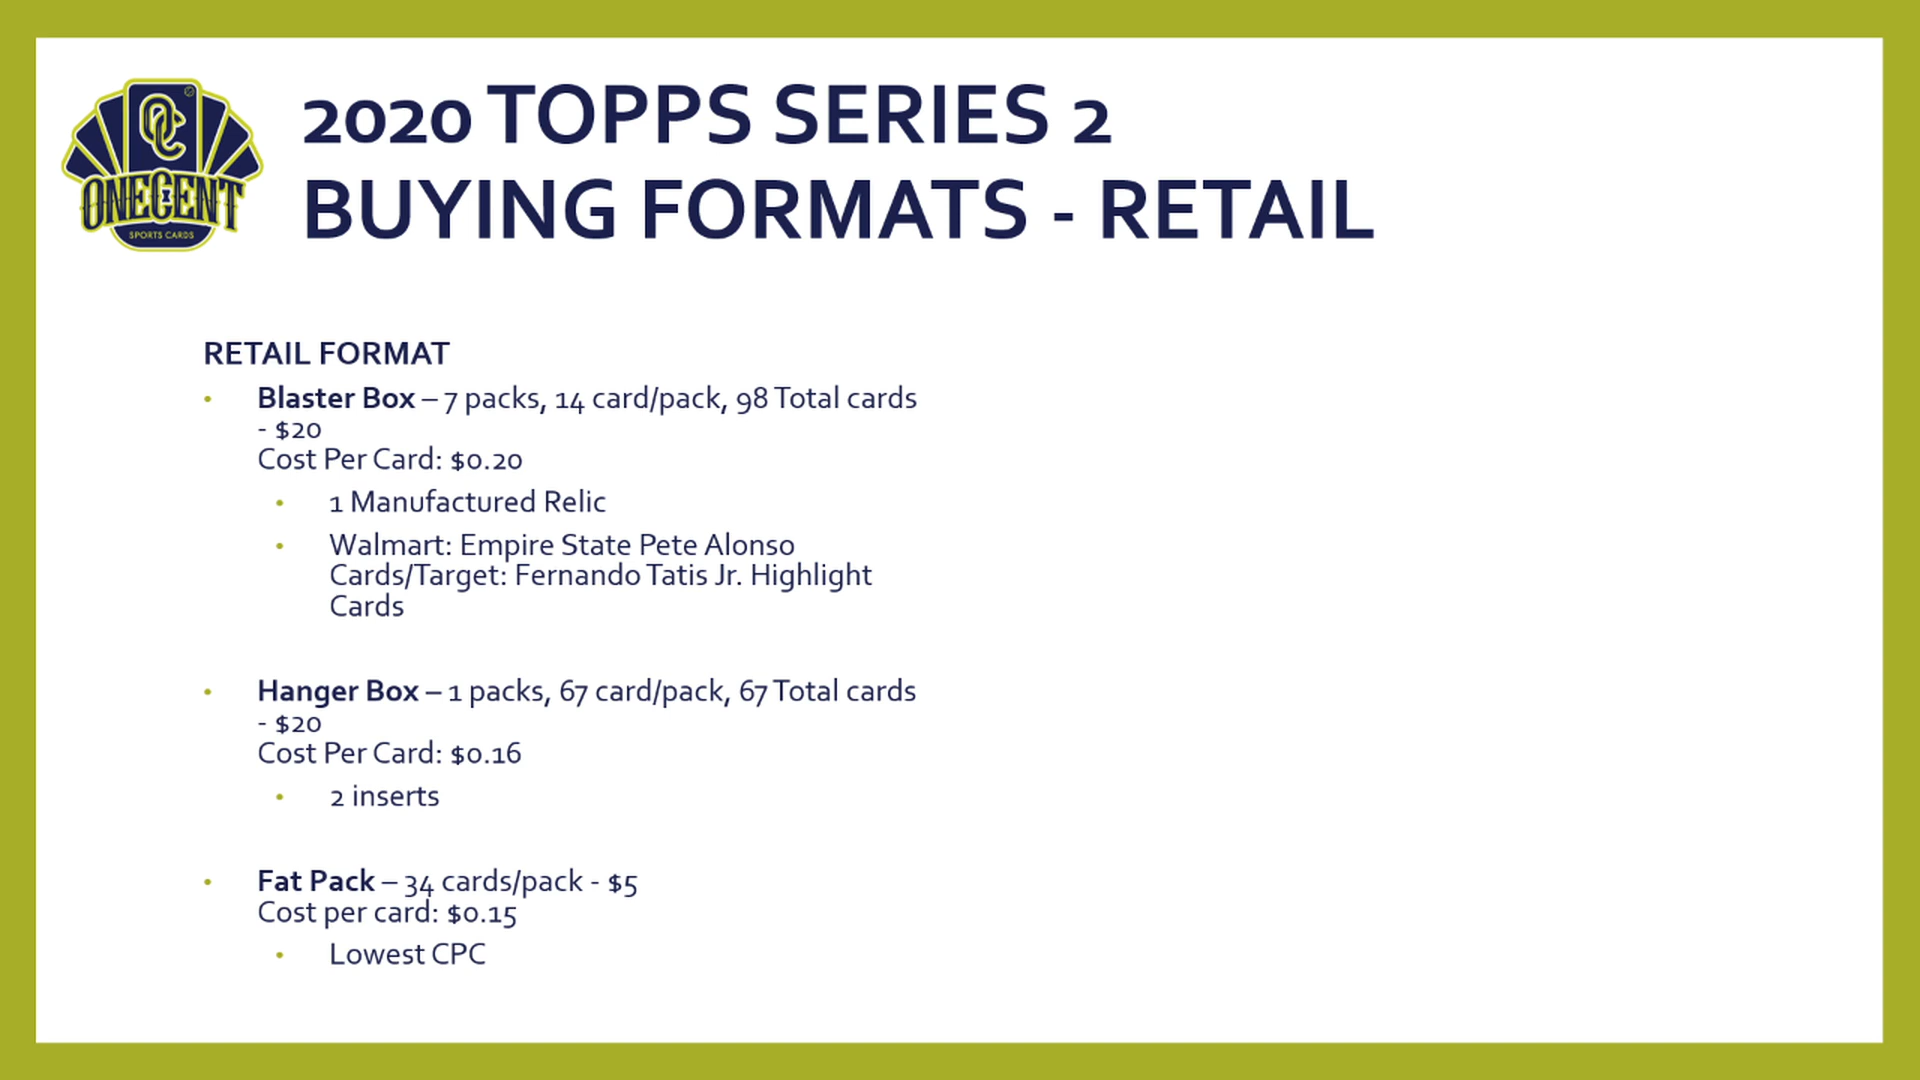 OC
ONECENT
SPORTS CARDS
2020 TOPPS SERIES 2
BUYING FORMATS - RETAIL
RETAIL FORMAT
• Blaster Box – 7 packs, 14 card/pack, 98 Total cards
- $20
Cost Per Card: $0.20
• 1 Manufactured Relic
• Walmart: Empire State Pete Alonso
Cards/Target: Fernando Tatis Jr. Highlight
Cards
• Hanger Box – 1 packs, 67 card/pack, 67 Total cards
- $20
Cost Per Card: $0.16
• 2 inserts
• Fat Pack – 34 cards/pack - $5
Cost per card: $0.15
• Lowest CPC